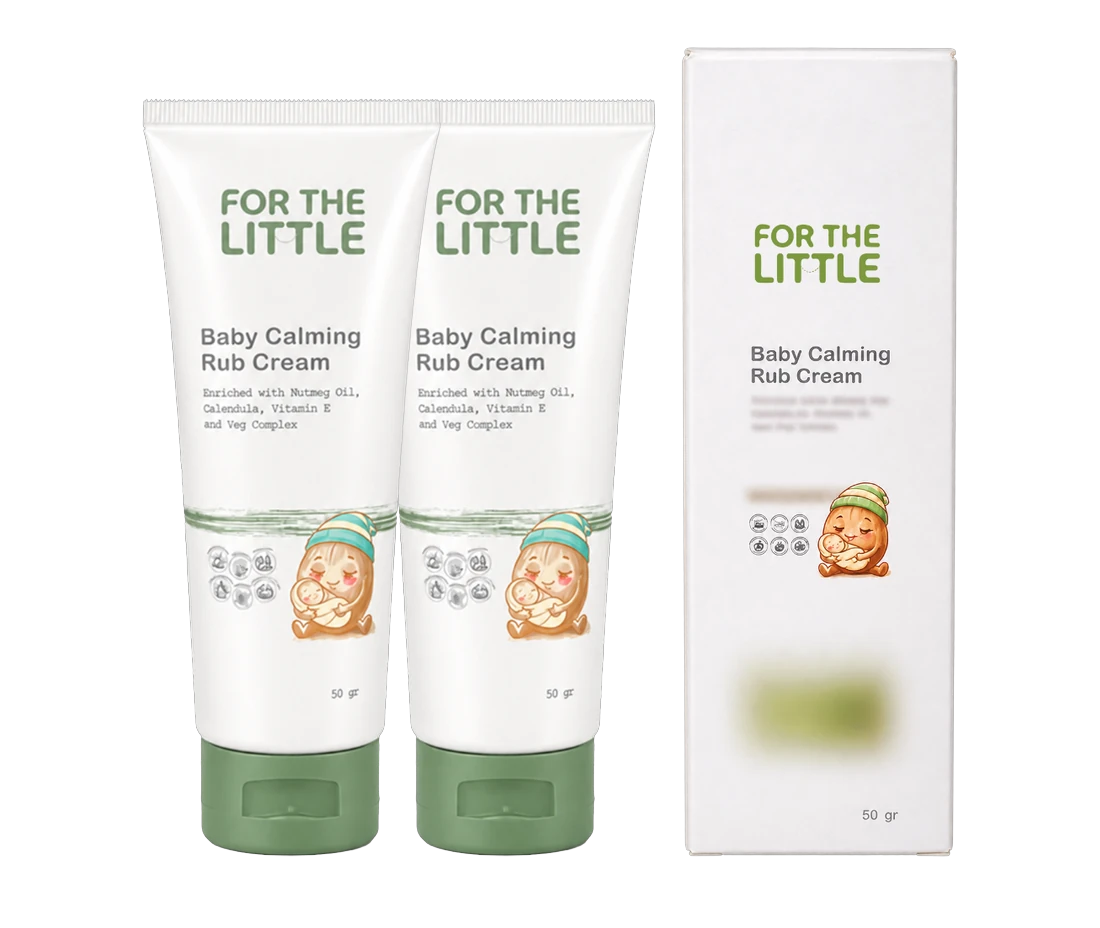 FOR THE
LITTLE
Baby Calming
Rub Cream
Enriched with Nutmeg Oil,
Calendula, Vitamin E
and Veg Complex
50 gr
FOR THE
LITTLE
Baby Calming
Rub Cream
Enriched with Nutmeg Oil,
Calendula, Vitamin E
and Veg Complex
50 gr
FOR THE
LITTLE
Baby Calming
Rub Cream
50 gr